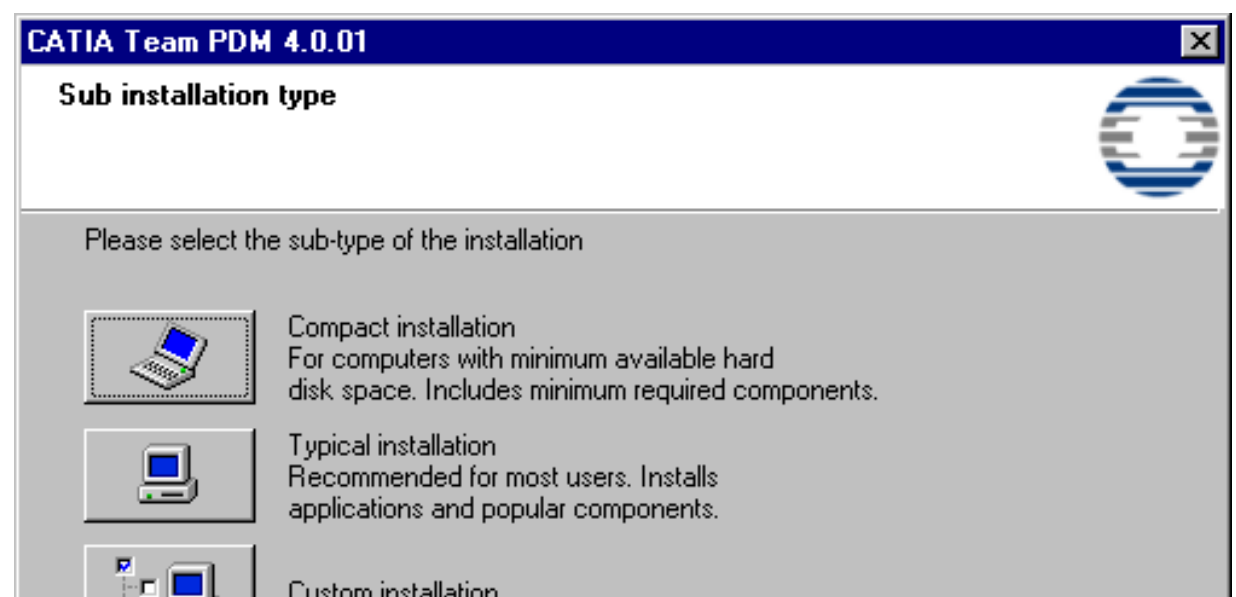 CATIA Team PDM 4.0.01
Sub installation type
Please select the sub-type of the installation
Compact installation
For computers with minimum available hard
disk space. Includes minimum required components.
Typical installation
Recommended for most users. Installs
applications and popular components.
Custom installation